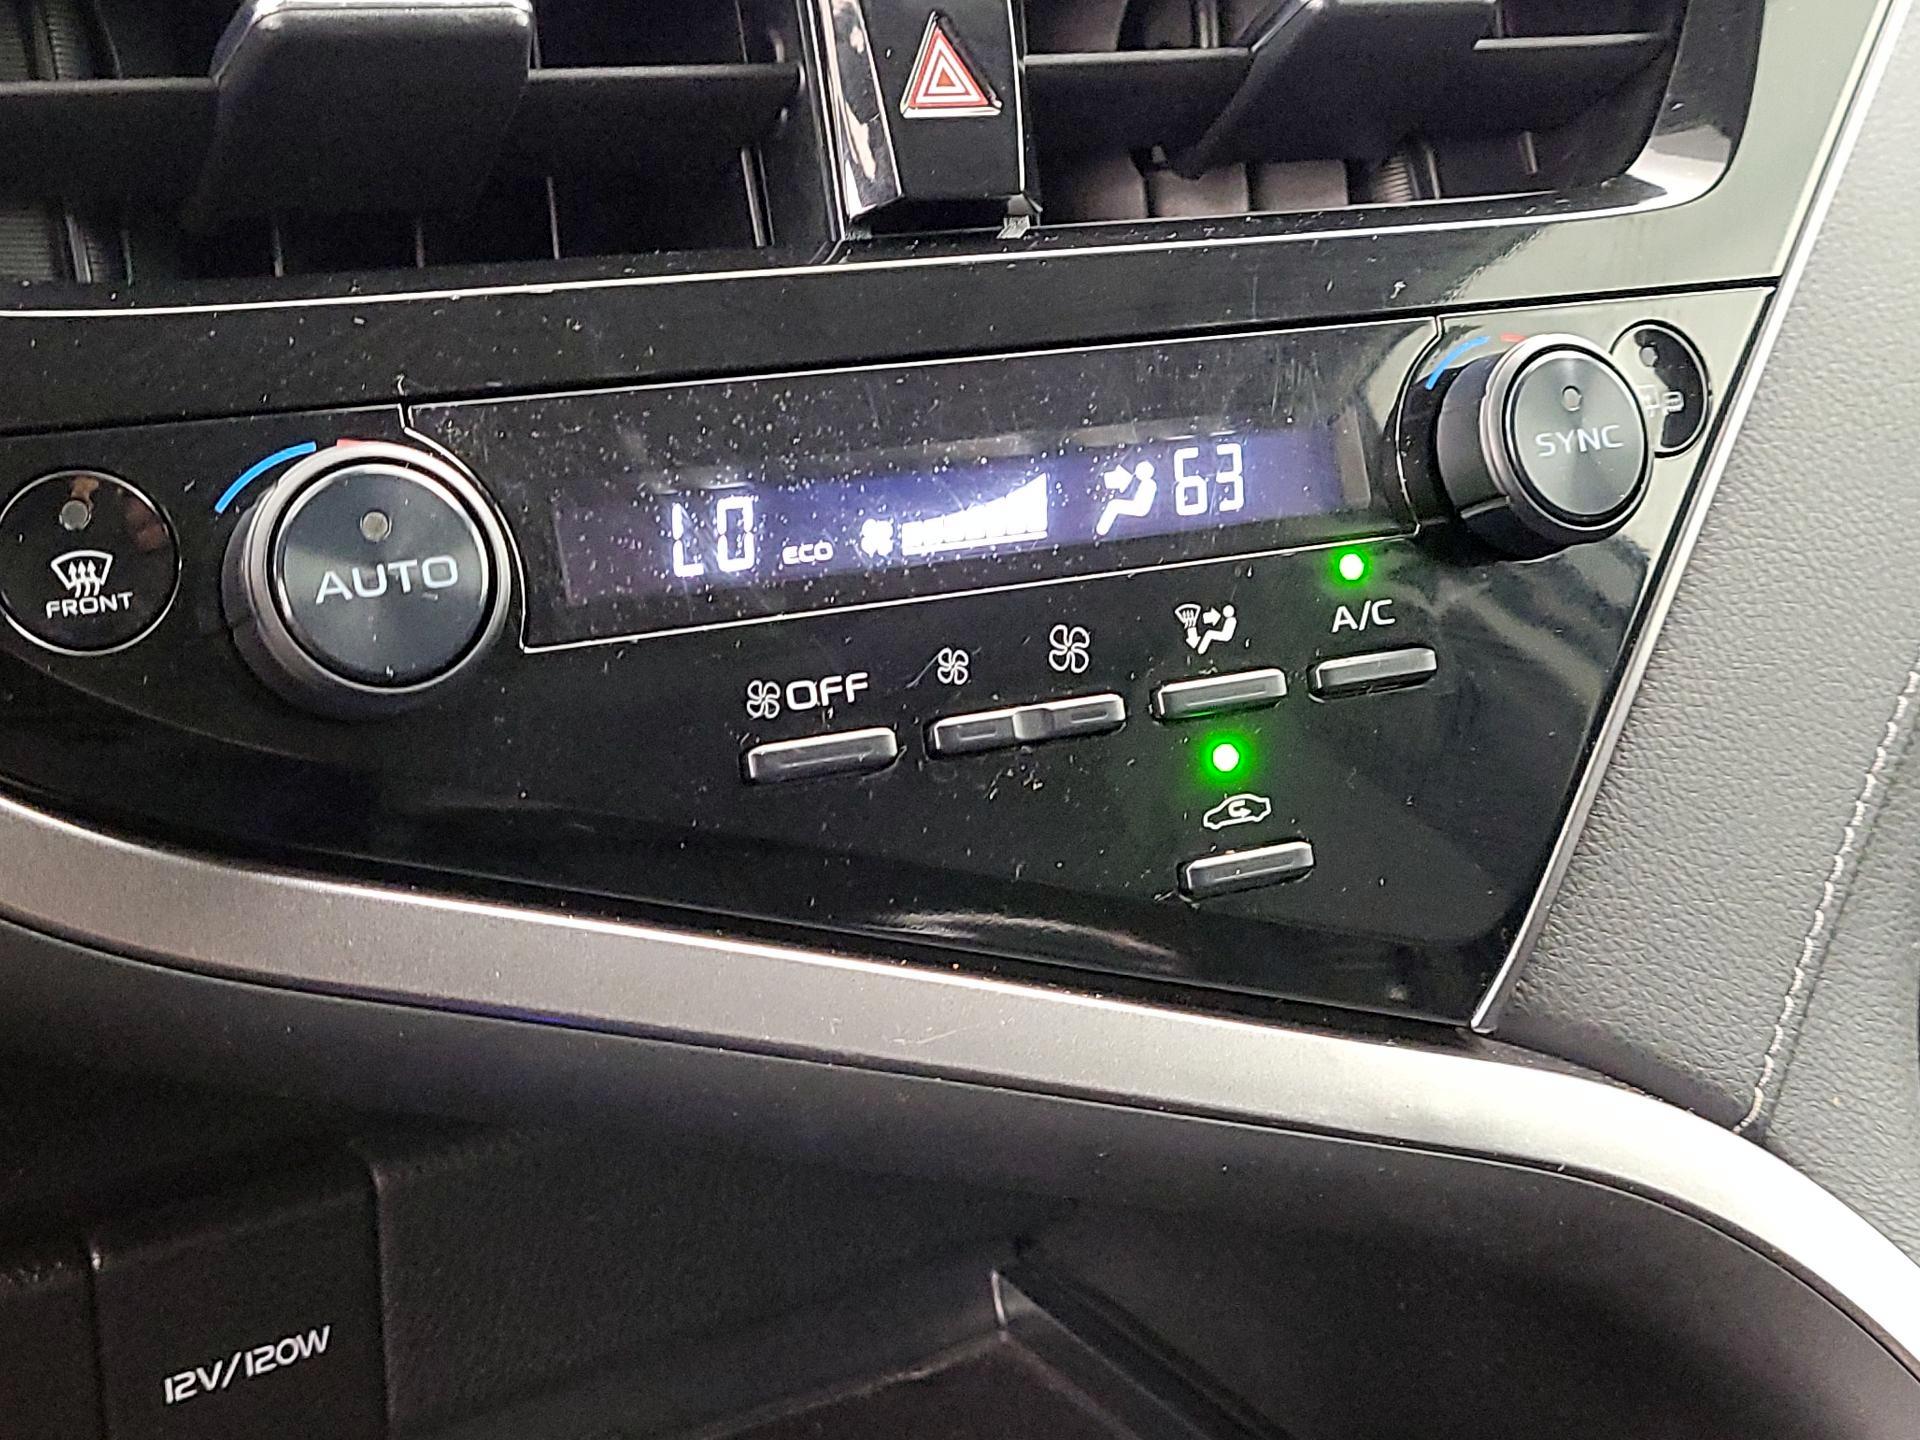 LO ECO 63
SYNC
AUTO
FRONT
OFF
A/C
12V/120W